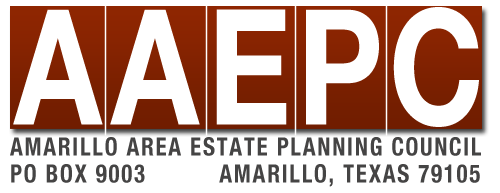 AAEPC
AMARILLO AREA ESTATE PLANNING COUNCIL
PO BOX 9003 AMARILLO, TEXAS 79105